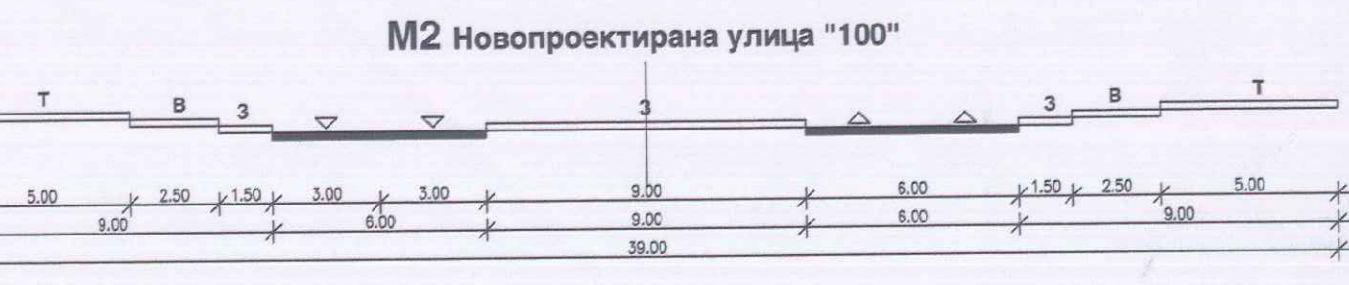 М2 Новопроектирана улица "100"
Т В З З З В Т
5.00 2.50 1.50 3.00 3.00 9.00 6.00 1.50 2.50 5.00
9.00 6.00 9.00 6.00 9.00
39.00